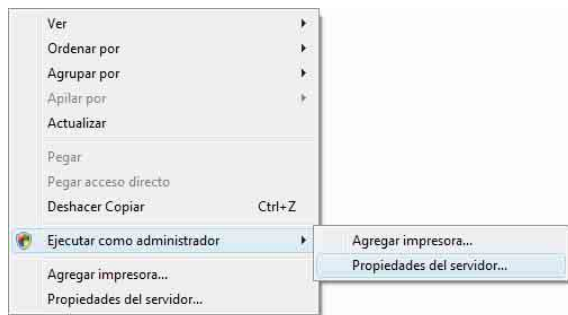 Ver
Ordenar por
Agrupar por
Apilar por
Actualizar
Pegar
Pegar acceso directo
Deshacer Copiar Ctrl+Z
Ejecutar como administrador
Agregar impresora...
Propiedades del servidor...
Agregar impresora...
Propiedades del servidor...